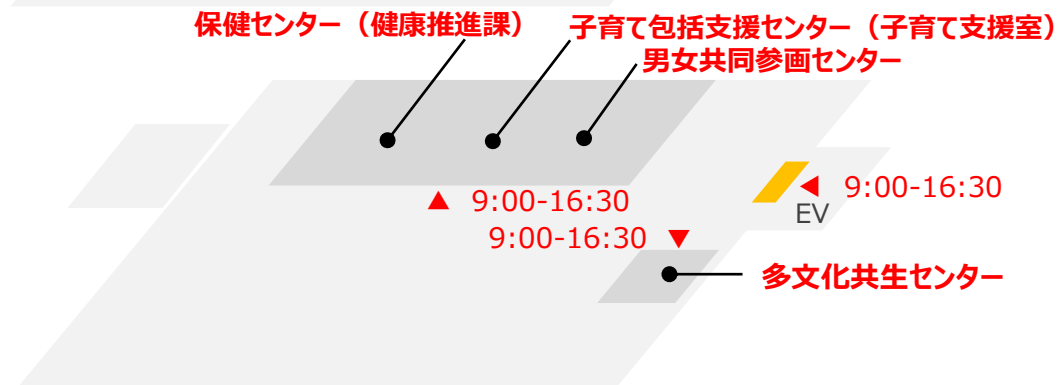 保健センター（健康推進課）
子育て包括支援センター（子育て支援室）
男女共同参画センター
▲ 9:00-16:30
◀ 9:00-16:30
EV
9:00-16:30 ▼
多文化共生センター